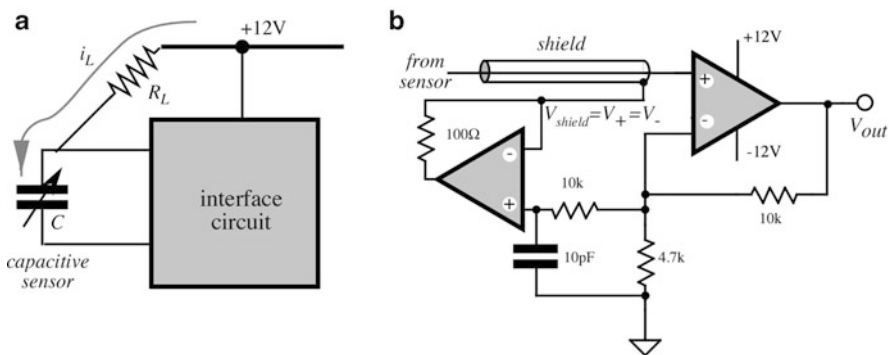 a
+12V
i_L
R_L
C
capacitive
sensor
interface
circuit
b
shield
from
sensor
+12V
+
-
V_shield=V_+=V_-
V_out
-12V
100Ω
-
+
10k
10k
10pF
4.7k